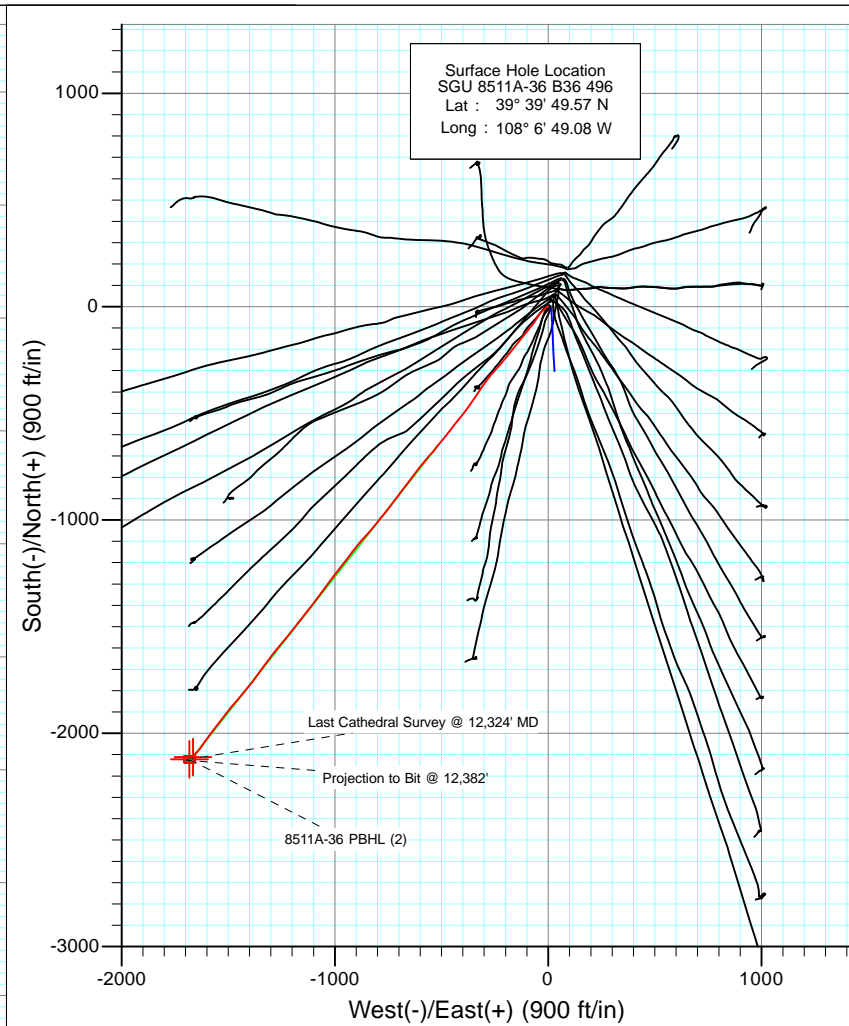 Surface Hole Location
SGU 8511A-36 B36 496
Lat : 39° 39' 49.57 N
Long : 108° 6' 49.08 W
1000
0
-1000
-2000
-3000
South(-)/North(+) (900 ft/in)
Last Cathedral Survey @ 12,324' MD
Projection to Bit @ 12,382'
8511A-36 PBHL (2)
-2000 -1000 0 1000
West(-)/East(+) (900 ft/in)